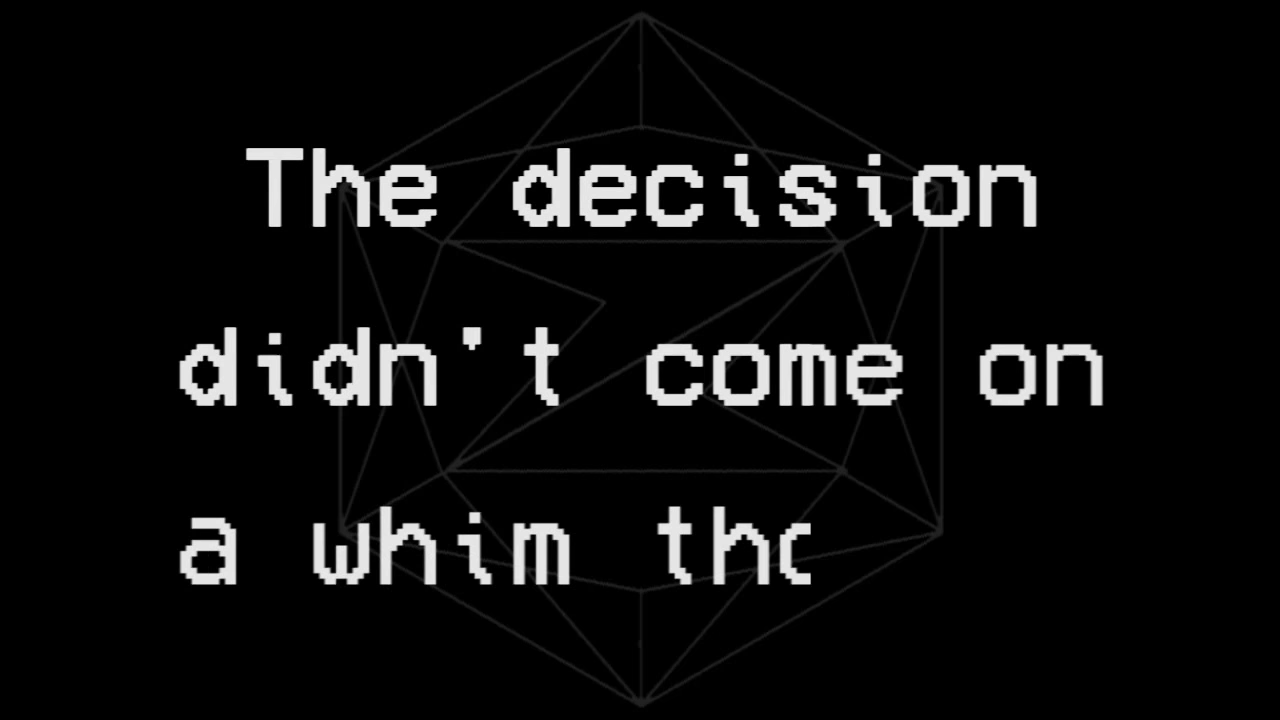 The decision
didn't come on
a whim